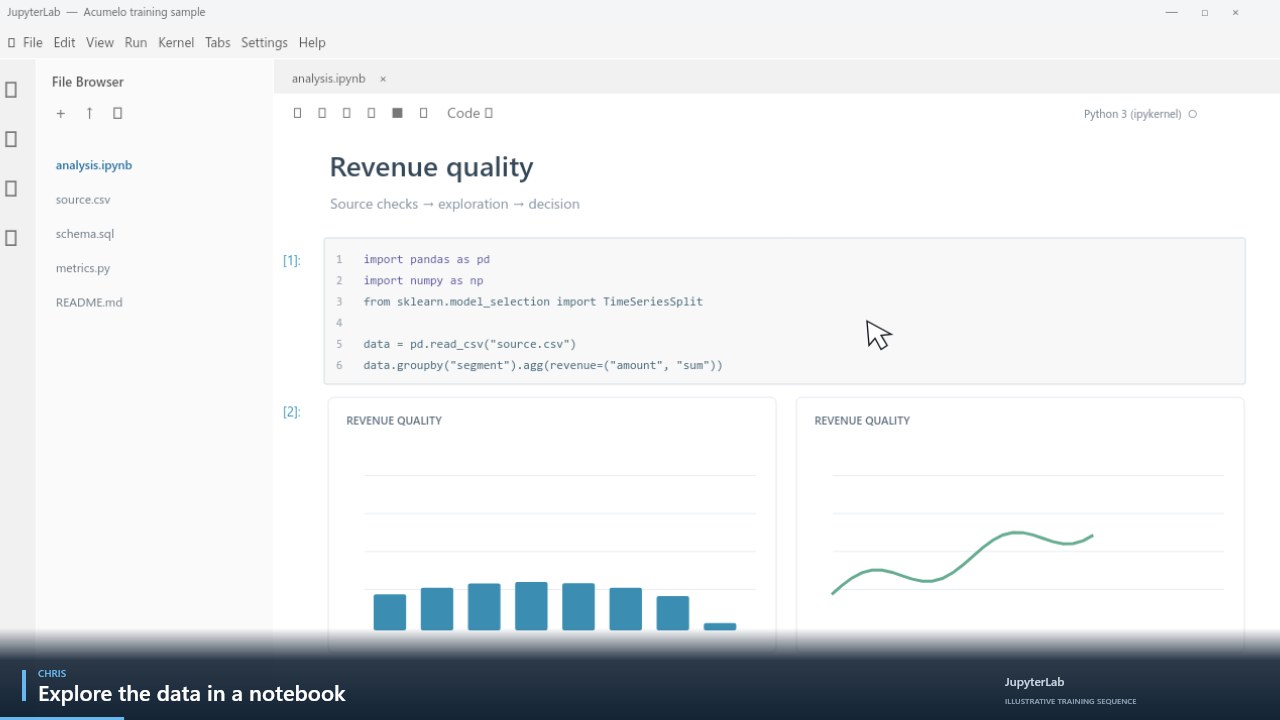 JupyterLab — Acumelo training sample
File Edit View Run Kernel Tabs Settings Help
File Browser
analysis.ipynb ×
+ ↑
Code
Python 3 (ipykernel)
analysis.ipynb
source.csv
schema.sql
metrics.py
README.md
Revenue quality
Source checks → exploration → decision
[1]:
1 import pandas as pd
2 import numpy as np
3 from sklearn.model_selection import TimeSeriesSplit
4
5 data = pd.read_csv("source.csv")
6 data.groupby("segment").agg(revenue=("amount", "sum"))
[2]:
REVENUE QUALITY
REVENUE QUALITY
CHRIS
Explore the data in a notebook
JupyterLab
ILLUSTRATIVE TRAINING SEQUENCE